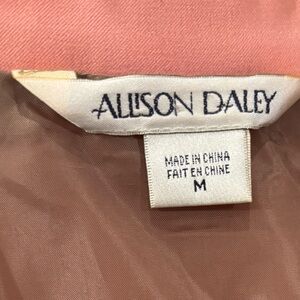 ALLISON DALEY
MADE IN CHINA
FAIT EN CHINE
M